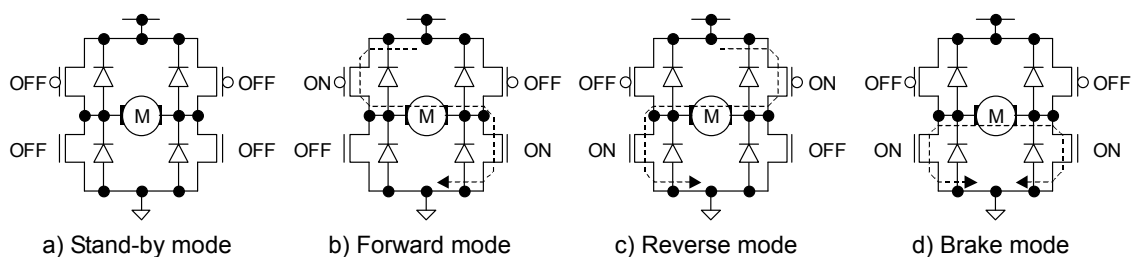 OFF OFF ON OFF OFF ON OFF OFF
M M M M
OFF OFF OFF ON ON OFF ON ON
a) Stand-by mode b) Forward mode c) Reverse mode d) Brake mode